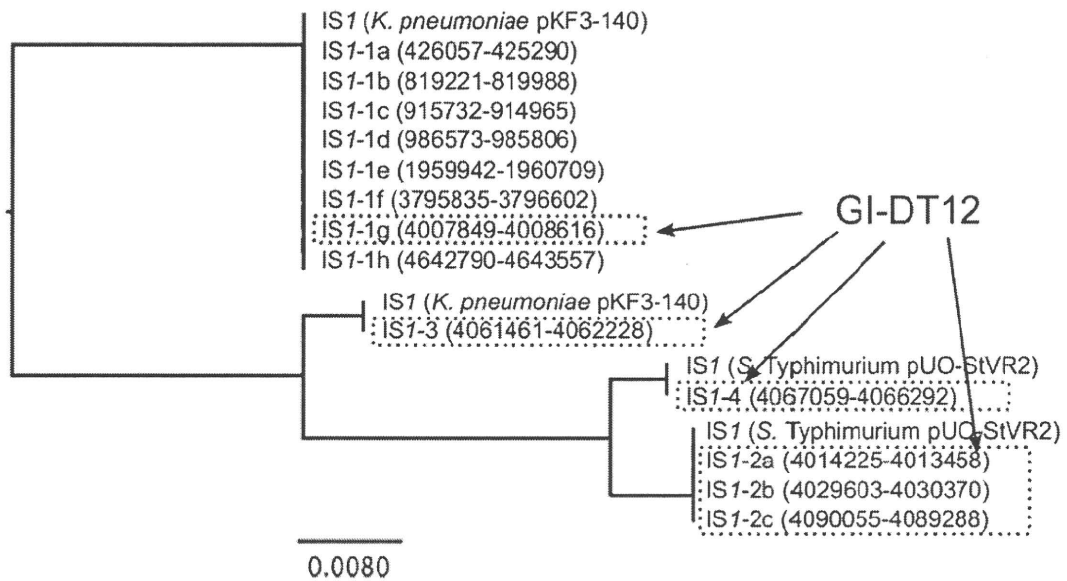 IS1 (K. pneumoniae pKF3-140)
IS1-1a (426057-425290)
IS1-1b (819221-819988)
IS1-1c (915732-914965)
IS1-1d (986573-985806)
IS1-1e (1959942-1960709)
IS1-1f (3795835-3796602)
IS1-1g (4007849-4008616)
IS1-1h (4642790-4643557)
GI-DT12
IS1 (K. pneumoniae pKF3-140)
IS1-3 (4061461-4062228)
IS1 (S. Typhimurium pUO-StVR2)
IS1-4 (4067059-4066292)
IS1 (S. Typhimurium pUO-StVR2)
IS1-2a (4014225-4013458)
IS1-2b (4029603-4030370)
IS1-2c (4090055-4089288)
0.0080